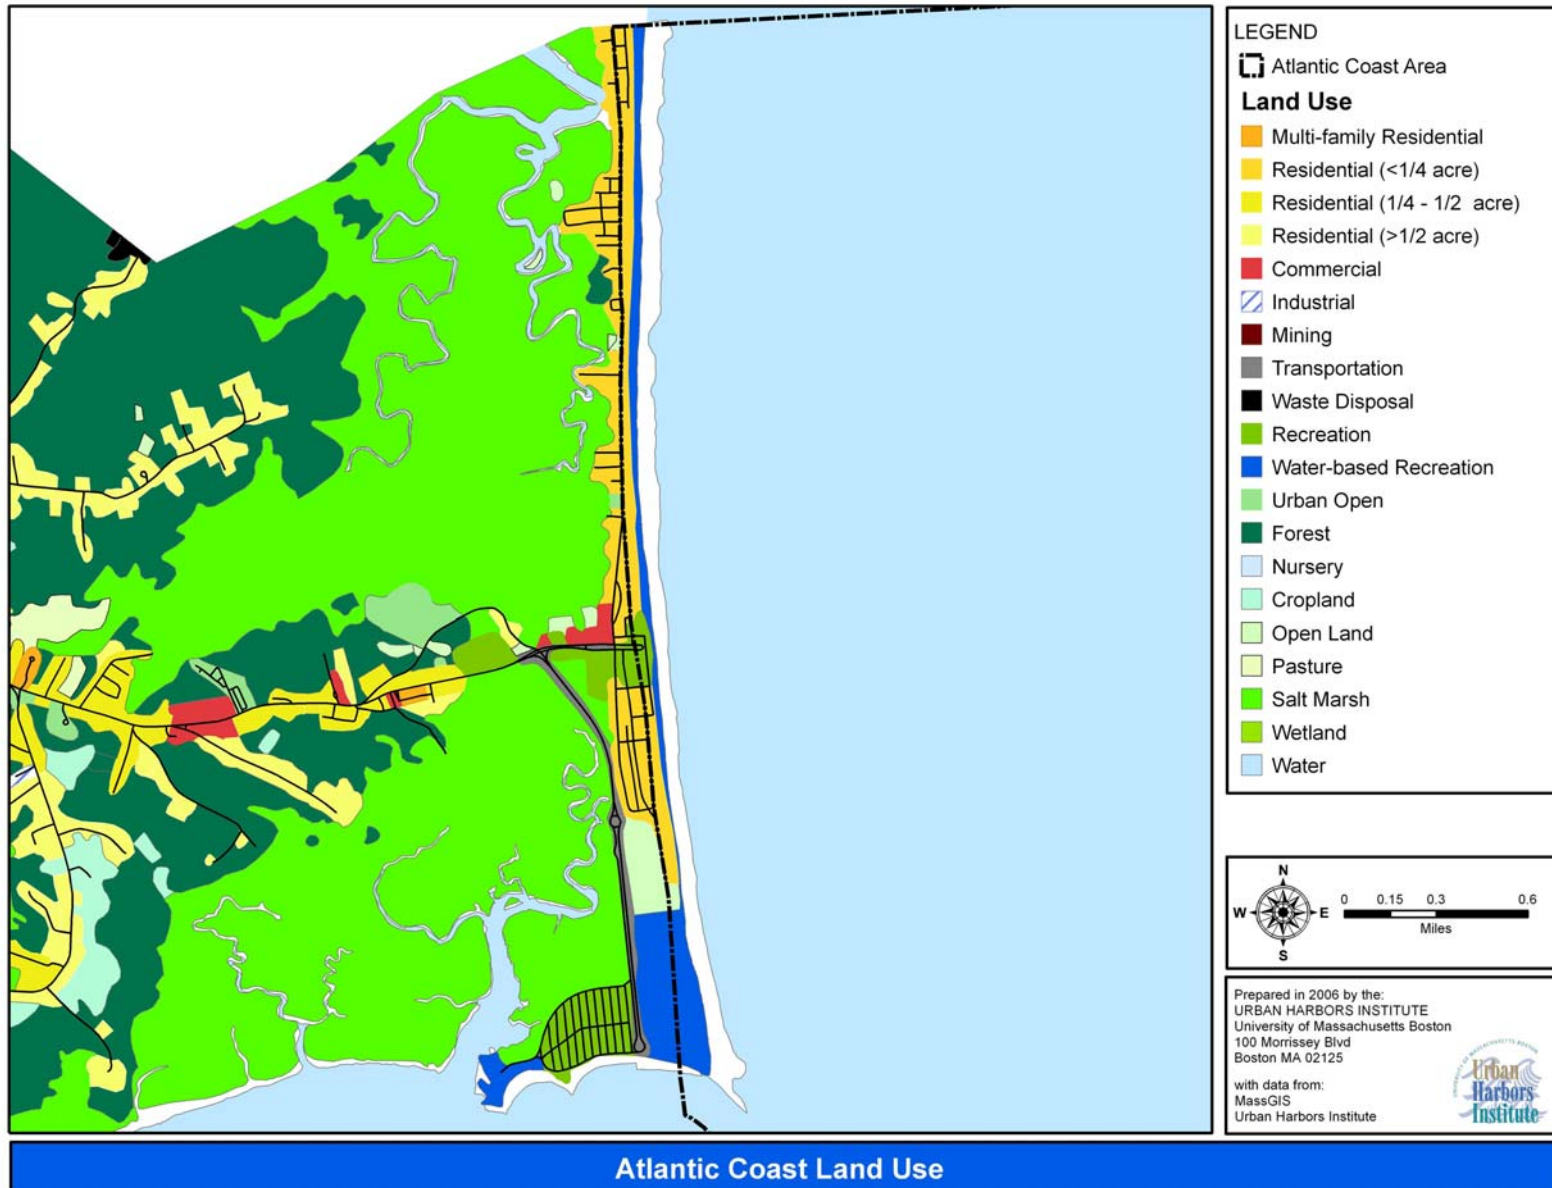 LEGEND
Atlantic Coast Area
Land Use
Multi-family Residential
Residential (<1/4 acre)
Residential (1/4 - 1/2  acre)
Residential (>1/2 acre)
Commercial
Industrial
Mining
Transportation
Waste Disposal
Recreation
Water-based Recreation
Urban Open
Forest
Nursery
Cropland
Open Land
Pasture
Salt Marsh
Wetland
Water
N
W E
S
0 0.15 0.3 0.6
Miles
Prepared in 2006 by the:
URBAN HARBORS INSTITUTE
University of Massachusetts Boston
100 Morrissey Blvd
Boston MA 02125
with data from:
MassGIS
Urban Harbors Institute
UNIVERSITY OF MASSACHUSETTS BOSTON
Urban
Harbors
Institute
Atlantic Coast Land Use